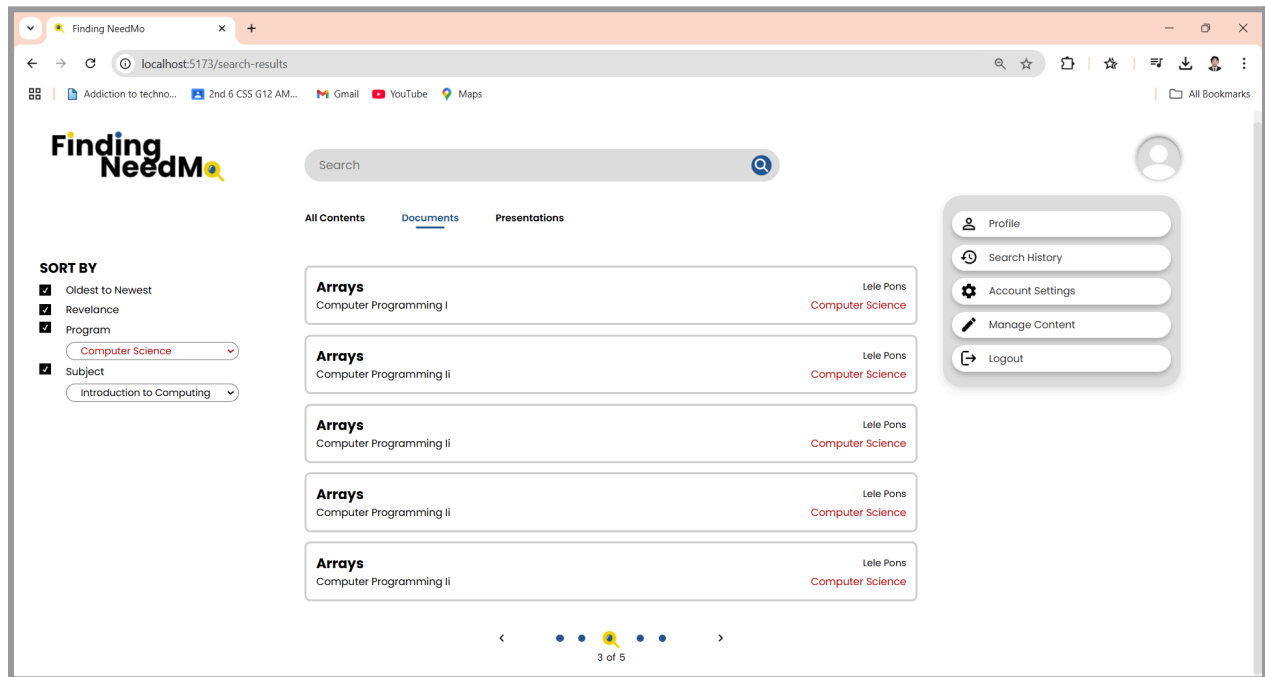 Finding NeedMo
localhost:5173/search-results
Addiction to techno...
2nd 6 CSS G12 AM...
Gmail
YouTube
Maps
All Bookmarks
Finding
NeedMo
Search
All Contents
Documents
Presentations
SORT BY
Oldest to Newest
Revelance
Program
Computer Science
Subject
Introduction to Computing
Arrays
Lele Pons
Computer Programming I
Computer Science
Arrays
Lele Pons
Computer Programming Ii
Computer Science
Arrays
Lele Pons
Computer Programming Ii
Computer Science
Arrays
Lele Pons
Computer Programming Ii
Computer Science
Arrays
Lele Pons
Computer Programming Ii
Computer Science
3 of 5
Profile
Search History
Account Settings
Manage Content
Logout